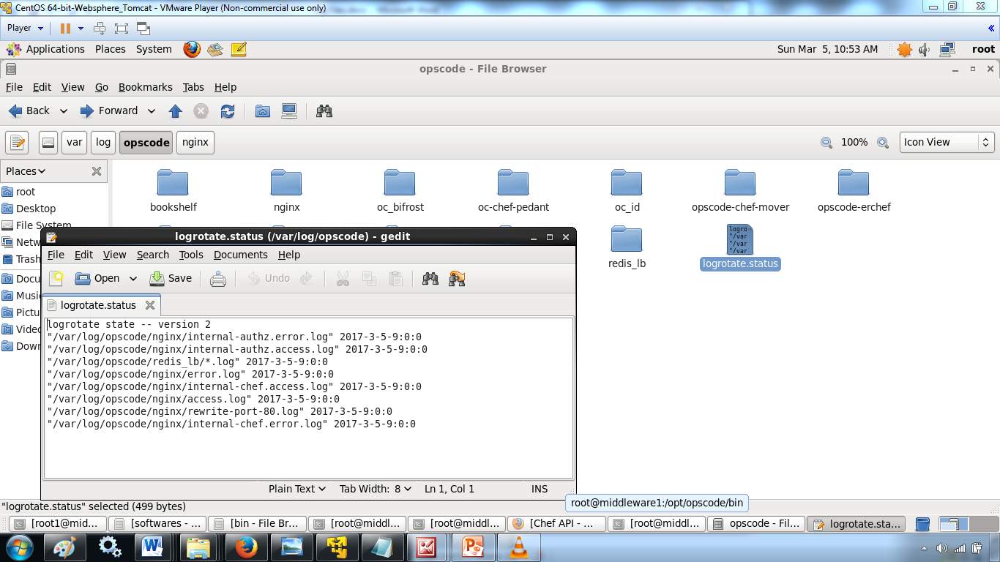 CentOS 64-bit-Websphere_Tomcat - VMware Player (Non-commercial use only)
Player
Applications Places System
Sun Mar 5, 10:53 AM
root
opscode - File Browser
File Edit View Go Bookmarks Tabs Help
Back Forward
var log opscode nginx
100%
Icon View
Places
root
Desktop
File System
Netw
Trash
Docu
Music
Pictu
Video
Down
bookshelf
nginx
oc_bifrost
oc-chef-pedant
oc_id
opscode-chef-mover
opscode-erchef
redis_lb
logro
"/var
"/var
"/var
logrotate.status
logrotate.status (/var/log/opscode) - gedit
File Edit View Search Tools Documents Help
Open Save Undo
logrotate.status
logrotate state -- version 2
"/var/log/opscode/nginx/internal-authz.error.log" 2017-3-5-9:0:0
"/var/log/opscode/nginx/internal-authz.access.log" 2017-3-5-9:0:0
"/var/log/opscode/redis_lb/*.log" 2017-3-5-9:0:0
"/var/log/opscode/nginx/error.log" 2017-3-5-9:0:0
"/var/log/opscode/nginx/internal-chef.access.log" 2017-3-5-9:0:0
"/var/log/opscode/nginx/access.log" 2017-3-5-9:0:0
"/var/log/opscode/nginx/rewrite-port-80.log" 2017-3-5-9:0:0
"/var/log/opscode/nginx/internal-chef.error.log" 2017-3-5-9:0:0
Plain Text Tab Width: 8 Ln 1, Col 1 INS
"logrotate.status" selected (499 bytes)
root@middleware1:/opt/opscode/bin
[root1@mid... [softwares - ... [bin - File Br... [root@middl... [root@middl... [Chef API - ... [root@middl... opscode - Fil... logrotate.sta...